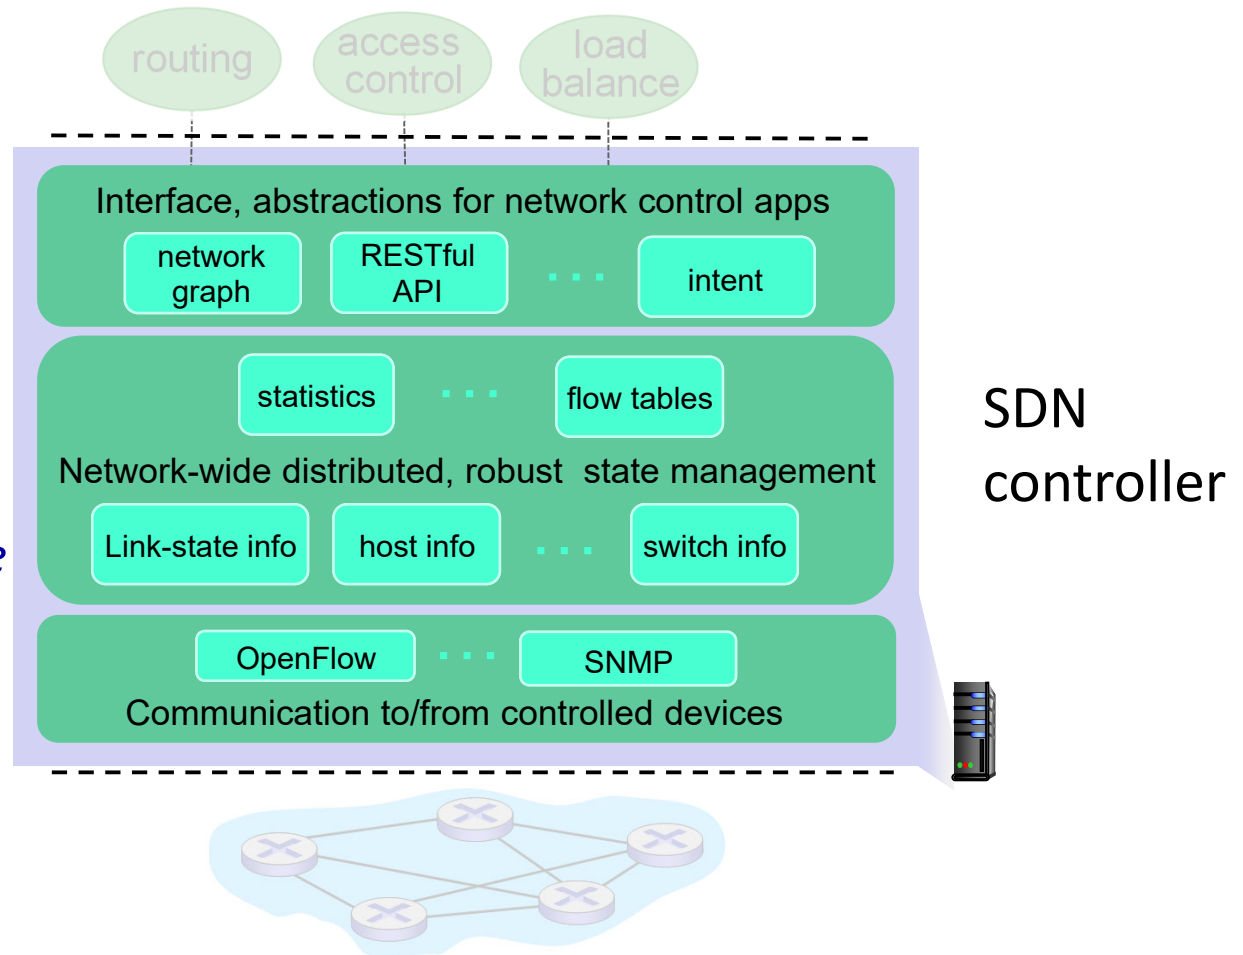 routing
access
control
load
balance
Interface, abstractions for network control apps
network
graph
RESTful
API
. . .
intent
statistics
. . .
flow tables
Network-wide distributed, robust state management
Link-state info
host info
. . .
switch info
OpenFlow
. . .
SNMP
Communication to/from controlled devices
SDN
controller
e